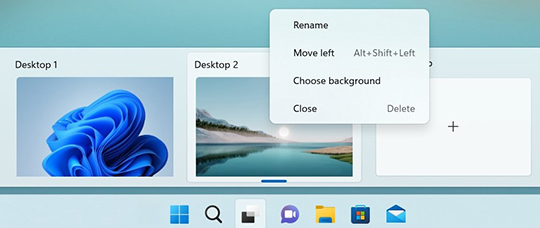 Rename
Move left Alt+Shift+Left
Choose background
Close Delete
Desktop 1
Desktop 2